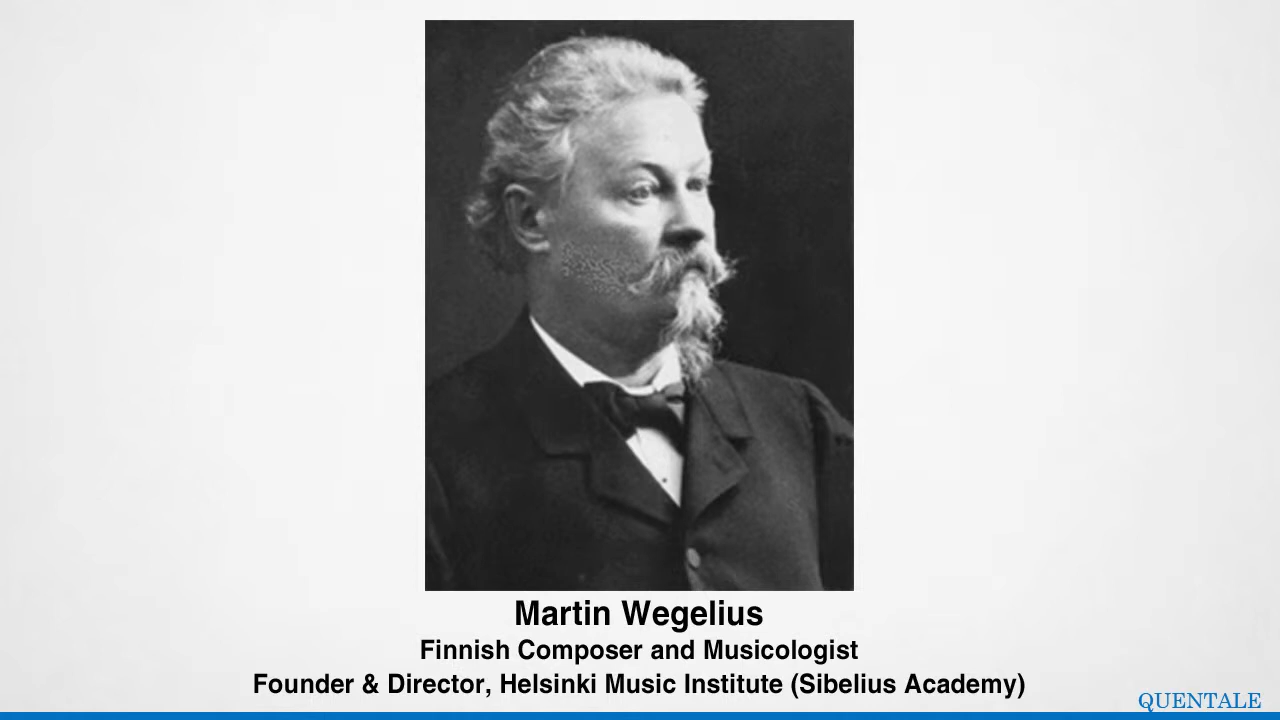 Martin Wegelius
Finnish Composer and Musicologist
Founder & Director, Helsinki Music Institute (Sibelius Academy)
QUENTALE